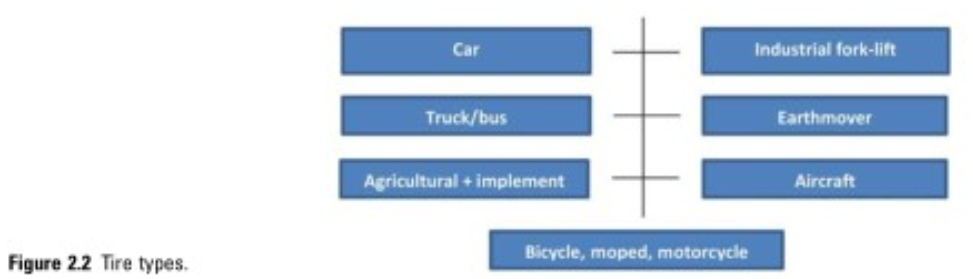 Car
Industrial fork-lift
Truck/bus
Earthmover
Agricultural + implement
Aircraft
Bicycle, moped, motorcycle
Figure 2.2 Tire types.